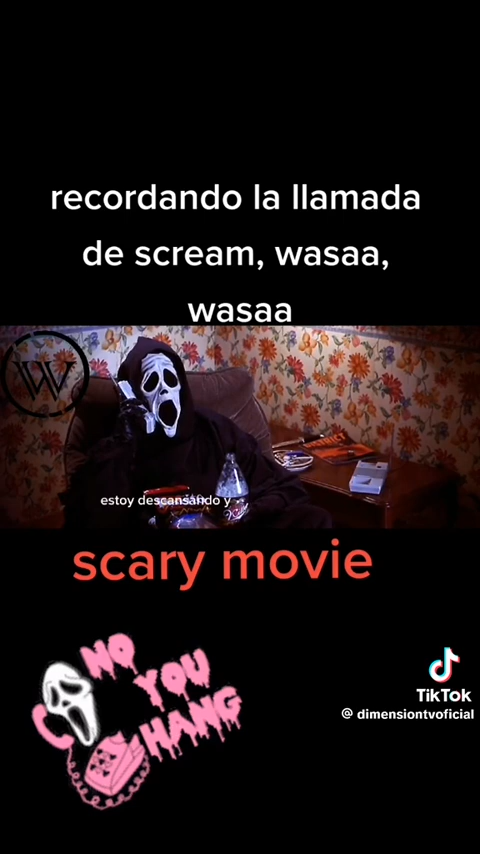 recordando la llamada
de scream, wasaa,
wasaa
W
estoy descansando y
scary movie
NO
YOU
HANG
TikTok
@ dimensiontvoficial